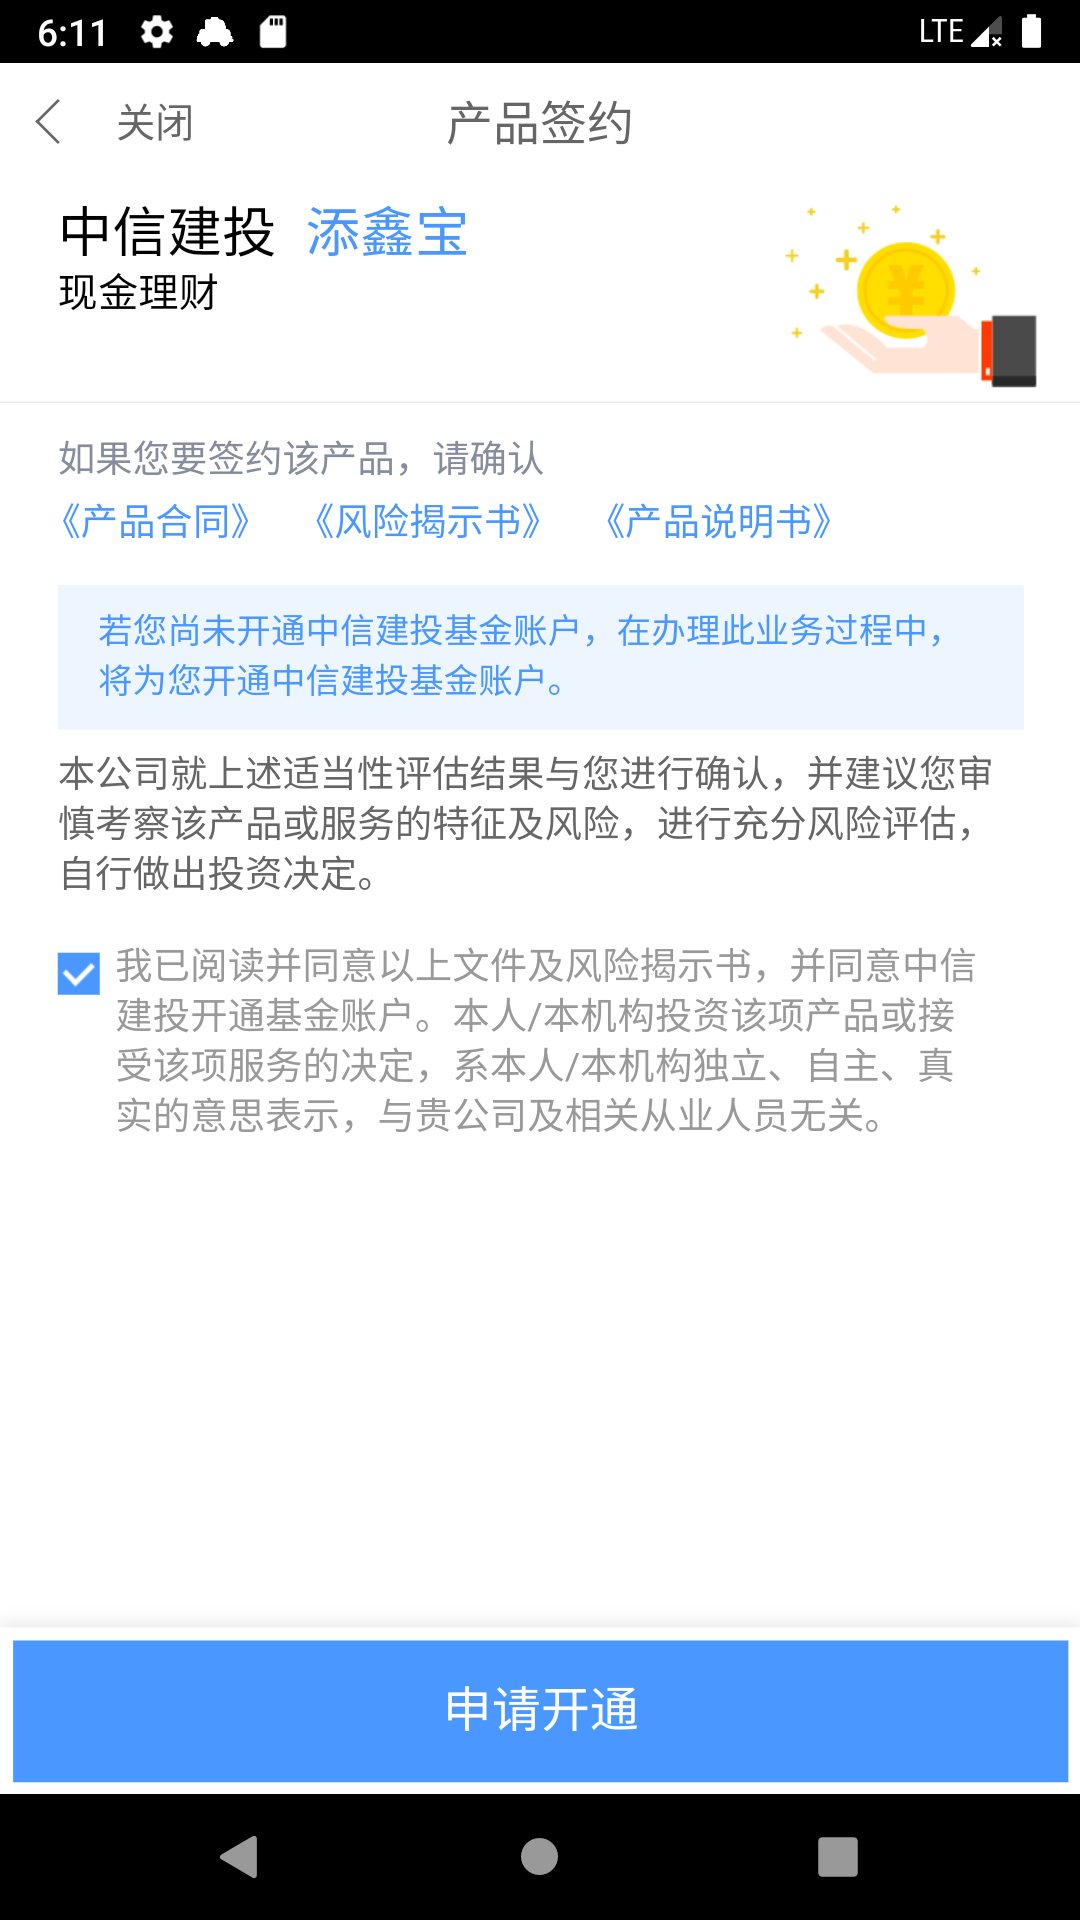 6:11
LTE
关闭
产品签约
中信建投 添鑫宝
现金理财
如果您要签约该产品，请确认
《产品合同》 《风险揭示书》 《产品说明书》
若您尚未开通中信建投基金账户，在办理此业务过程中，
将为您开通中信建投基金账户。
本公司就上述适当性评估结果与您进行确认，并建议您审
慎考察该产品或服务的特征及风险，进行充分风险评估，
自行做出投资决定。
我已阅读并同意以上文件及风险揭示书，并同意中信
建投开通基金账户。本人/本机构投资该项产品或接
受该项服务的决定，系本人/本机构独立、自主、真
实的意思表示，与贵公司及相关从业人员无关。
申请开通